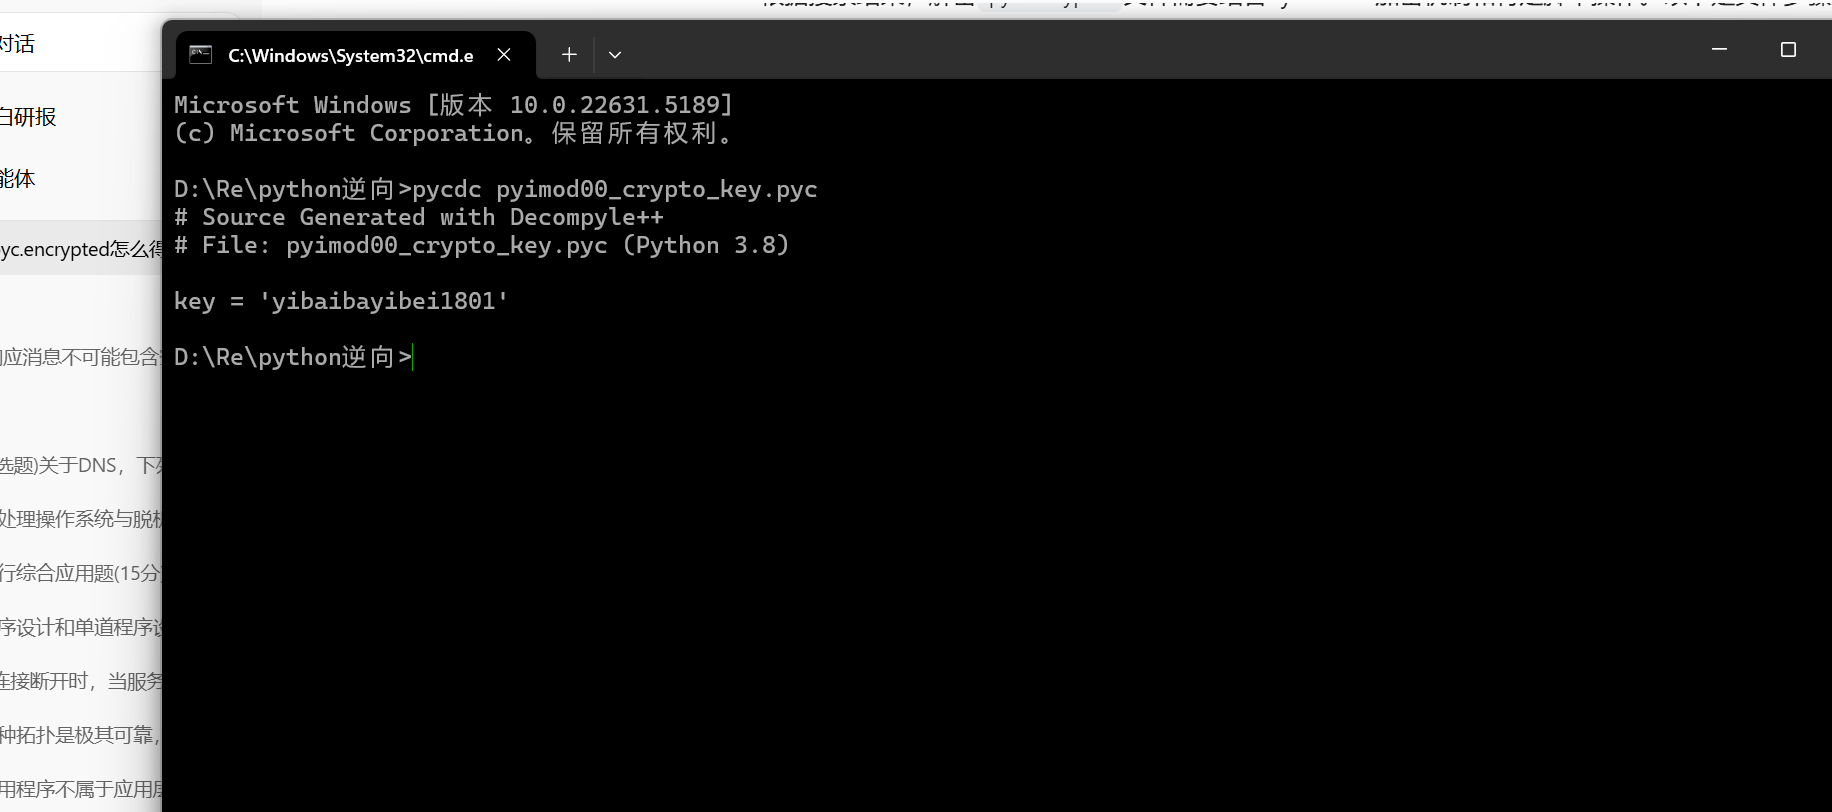 对话
白研报
能体
yc.encrypted怎么得
应消息不可能包含
选题)关于DNS，下列
处理操作系统与脱机
行综合应用题(15分
序设计和单道程序设
连接断开时，当服务
种拓扑是极其可靠，
用程序不属于应用层
C:\Windows\System32\cmd.e
Microsoft Windows [版本 10.0.22631.5189]
(c) Microsoft Corporation。保留所有权利。
D:\Re\python逆向>pycdc pyimod00_crypto_key.pyc
# Source Generated with Decompyle++
# File: pyimod00_crypto_key.pyc (Python 3.8)
key = 'yibaibayibei1801'
D:\Re\python逆向>